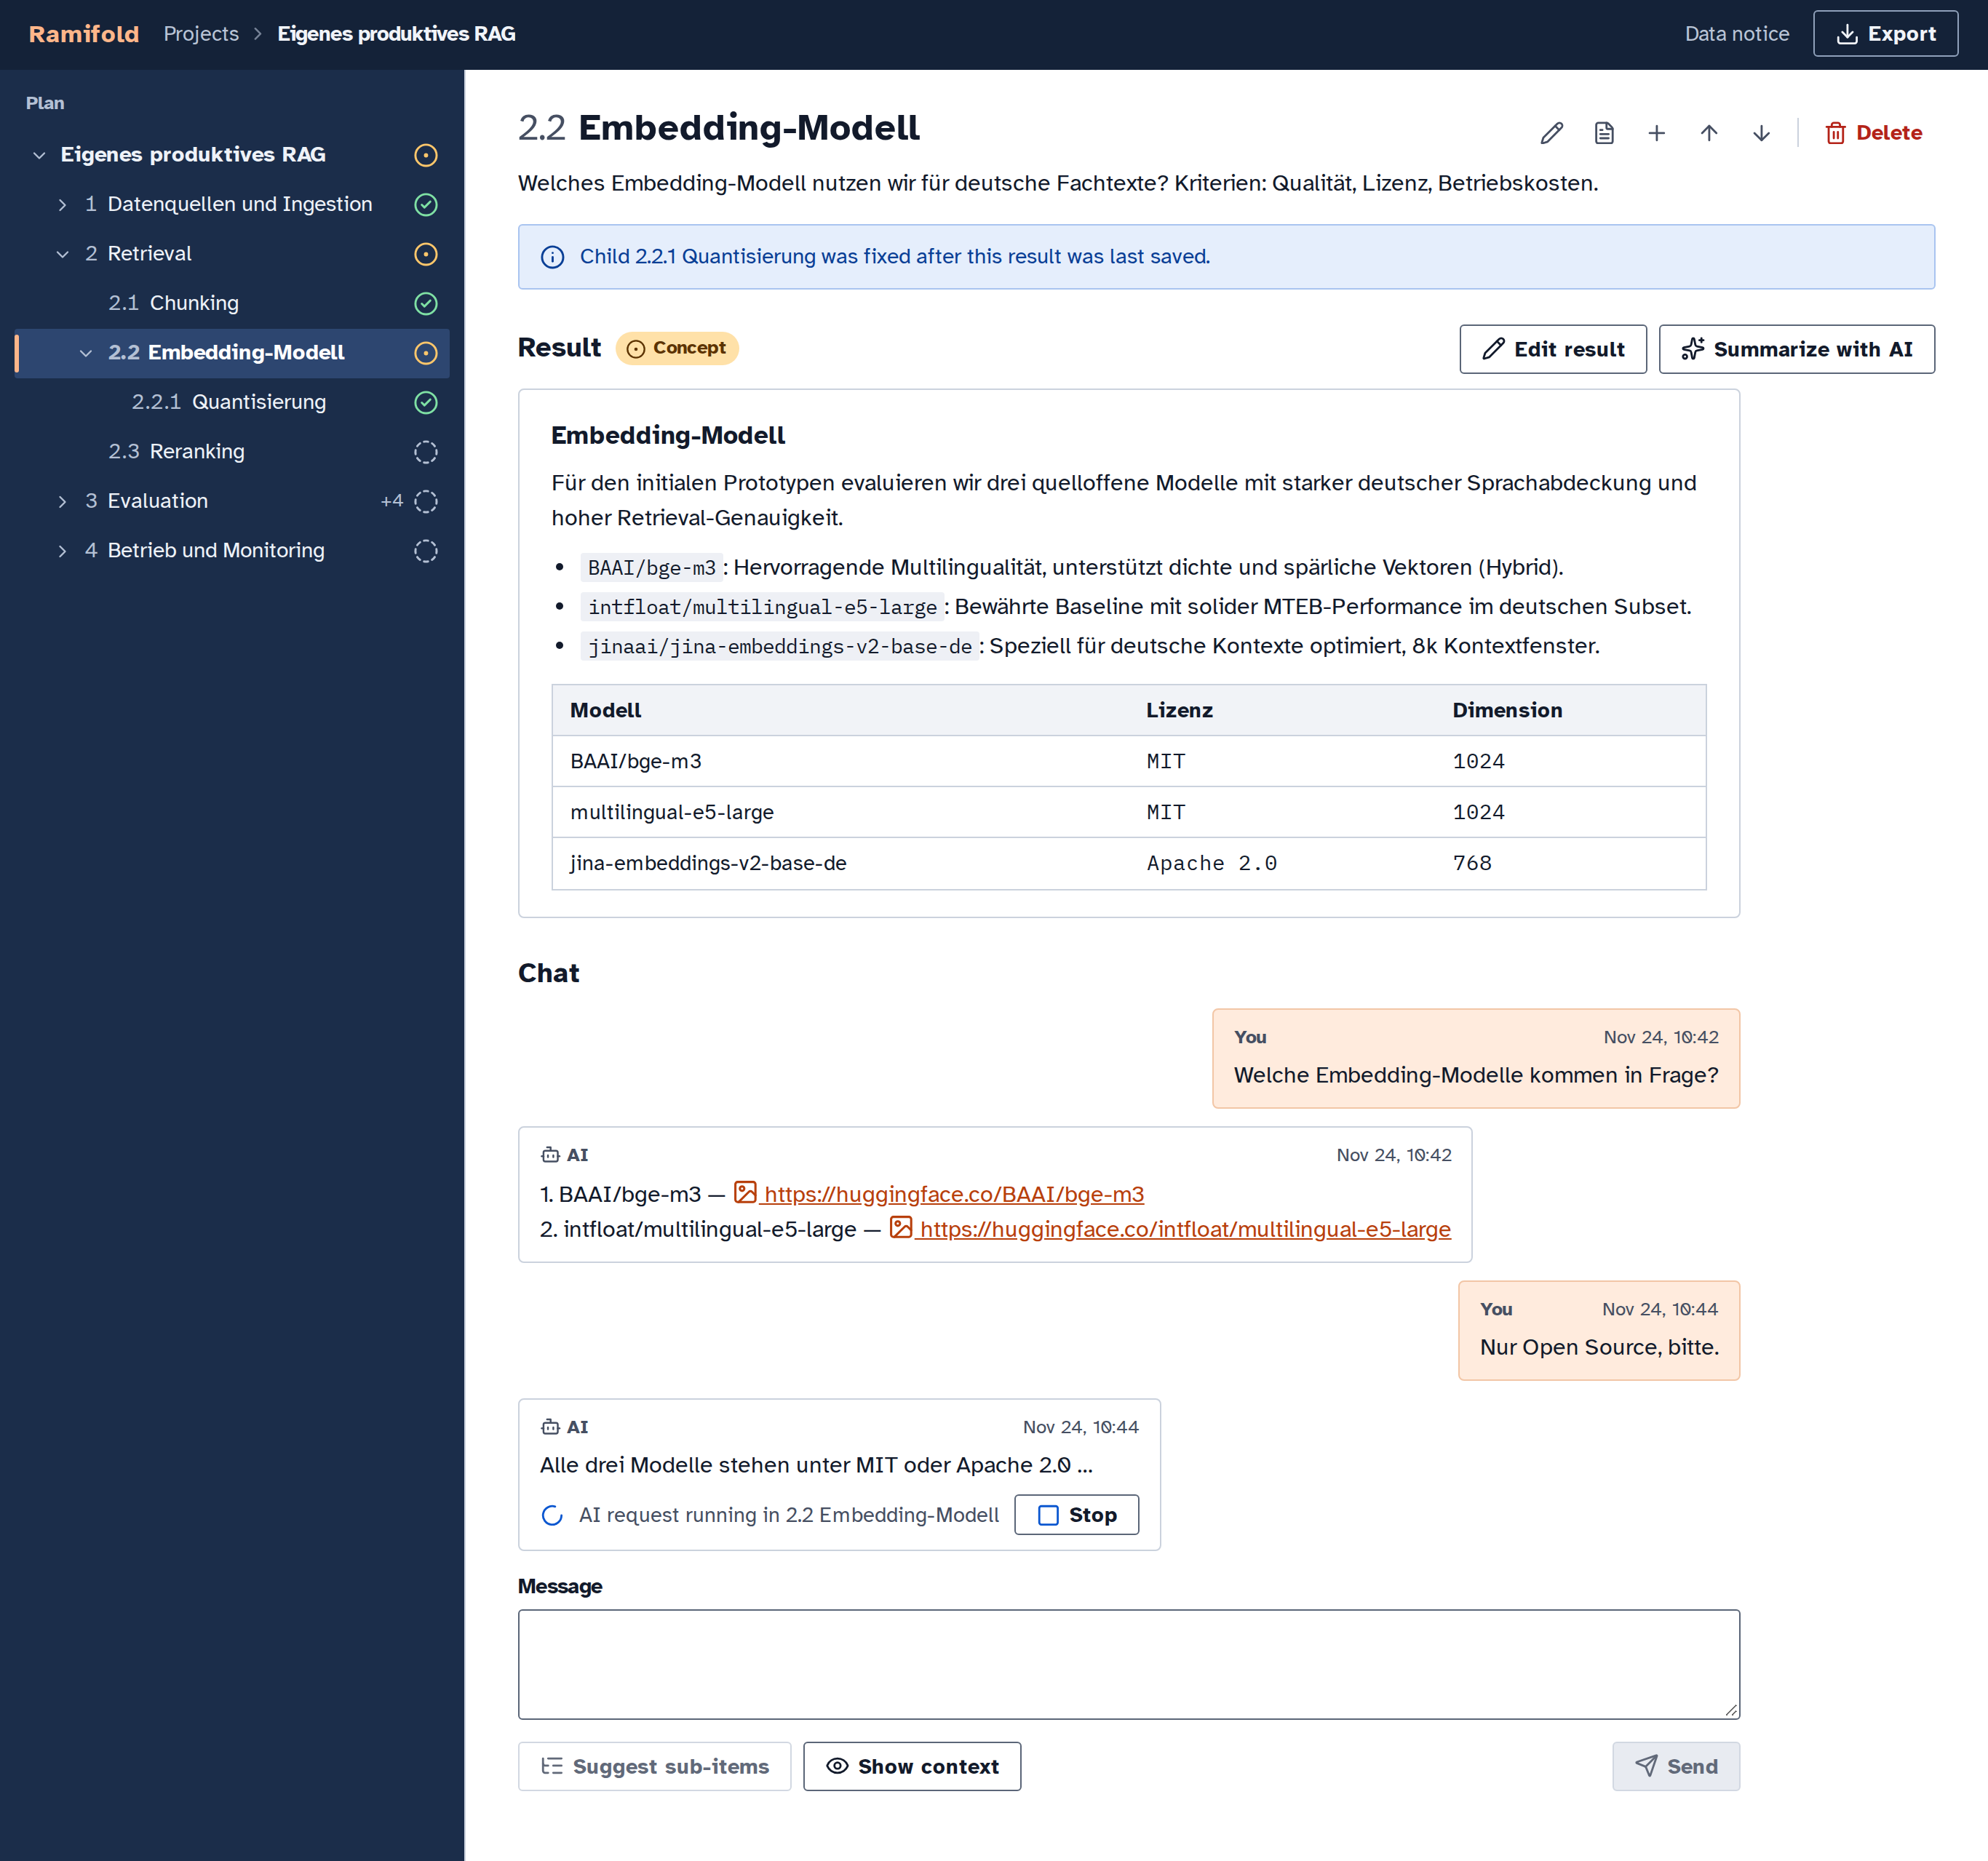 Ramifold Projects Eigenes produktives RAG Data notice Export
Plan
Eigenes produktives RAG
1 Datenquellen und Ingestion
2 Retrieval
2.1 Chunking
2.2 Embedding-Modell
2.2.1 Quantisierung
2.3 Reranking
3 Evaluation +4
4 Betrieb und Monitoring
2.2 Embedding-Modell Delete
Welches Embedding-Modell nutzen wir für deutsche Fachtexte? Kriterien: Qualität, Lizenz, Betriebskosten.
Child 2.2.1 Quantisierung was fixed after this result was last saved.
Result Concept Edit result Summarize with AI
Embedding-Modell
Für den initialen Prototypen evaluieren wir drei quelloffene Modelle mit starker deutscher Sprachabdeckung und
hoher Retrieval-Genauigkeit.
• BAAI/bge-m3: Hervorragende Multilingualität, unterstützt dichte und spärliche Vektoren (Hybrid).
• intfloat/multilingual-e5-large: Bewährte Baseline mit solider MTEB-Performance im deutschen Subset.
• jinaai/jina-embeddings-v2-base-de: Speziell für deutsche Kontexte optimiert, 8k Kontextfenster.
Modell Lizenz Dimension
BAAI/bge-m3 MIT 1024
multilingual-e5-large MIT 1024
jina-embeddings-v2-base-de Apache 2.0 768
Chat
You Nov 24, 10:42
Welche Embedding-Modelle kommen in Frage?
AI Nov 24, 10:42
1. BAAI/bge-m3 — https://huggingface.co/BAAI/bge-m3
2. intfloat/multilingual-e5-large — https://huggingface.co/intfloat/multilingual-e5-large
You Nov 24, 10:44
Nur Open Source, bitte.
AI Nov 24, 10:44
Alle drei Modelle stehen unter MIT oder Apache 2.0 …
AI request running in 2.2 Embedding-Modell Stop
Message
Suggest sub-items Show context Send